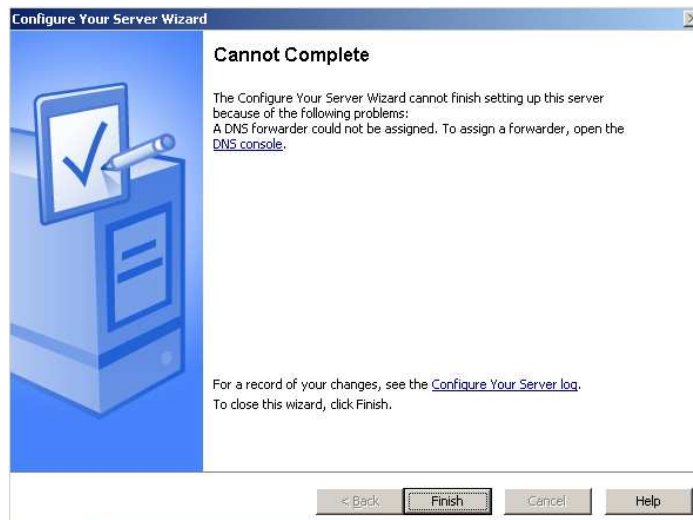 Configure Your Server Wizard
Cannot Complete
The Configure Your Server Wizard cannot finish setting up this server
because of the following problems:
A DNS forwarder could not be assigned. To assign a forwarder, open the
DNS console.
For a record of your changes, see the Configure Your Server log.
To close this wizard, click Finish.
< Back Finish Cancel Help